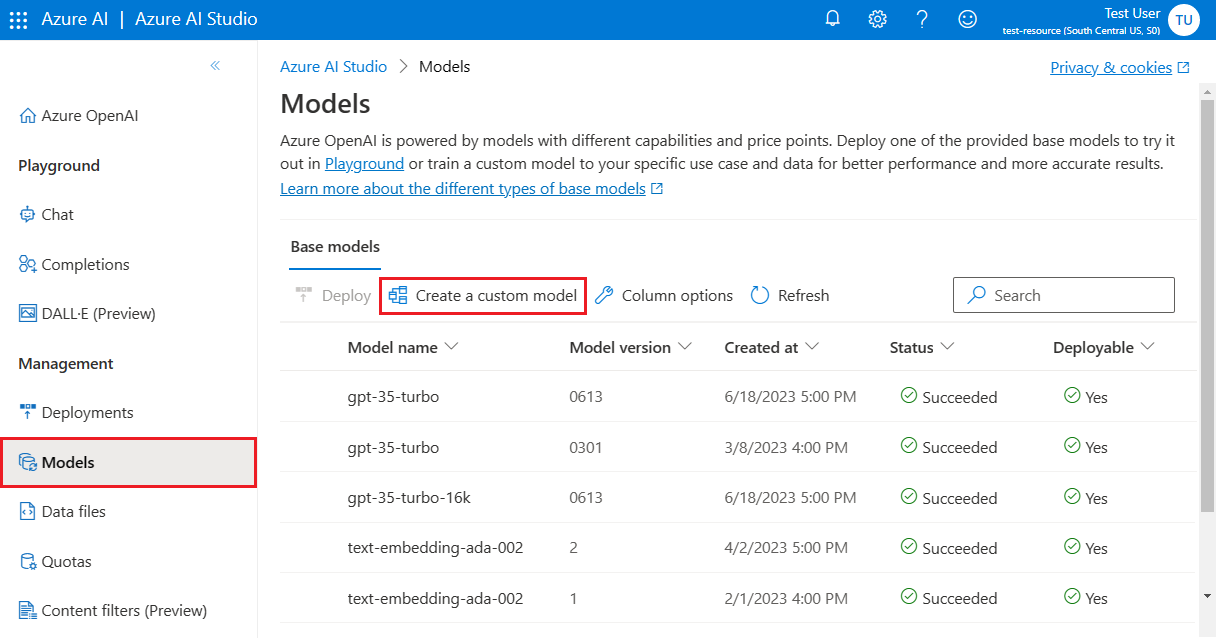 Azure AI | Azure AI Studio
?
Test User
test-resource (South Central US, S0)
TU
Azure OpenAI
Playground
Chat
Completions
DALL·E (Preview)
Management
Deployments
Models
Data files
Quotas
Content filters (Preview)
Azure AI Studio > Models
Privacy & cookies
Models
Azure OpenAI is powered by models with different capabilities and price points. Deploy one of the provided base models to try it
out in Playground or train a custom model to your specific use case and data for better performance and more accurate results.
Learn more about the different types of base models
Base models
Deploy Create a custom model Column options Refresh Search
Model name Model version Created at Status Deployable
gpt-35-turbo 0613 6/18/2023 5:00 PM Succeeded Yes
gpt-35-turbo 0301 3/8/2023 4:00 PM Succeeded Yes
gpt-35-turbo-16k 0613 6/18/2023 5:00 PM Succeeded Yes
text-embedding-ada-002 2 4/2/2023 5:00 PM Succeeded Yes
text-embedding-ada-002 1 2/1/2023 4:00 PM Succeeded Yes